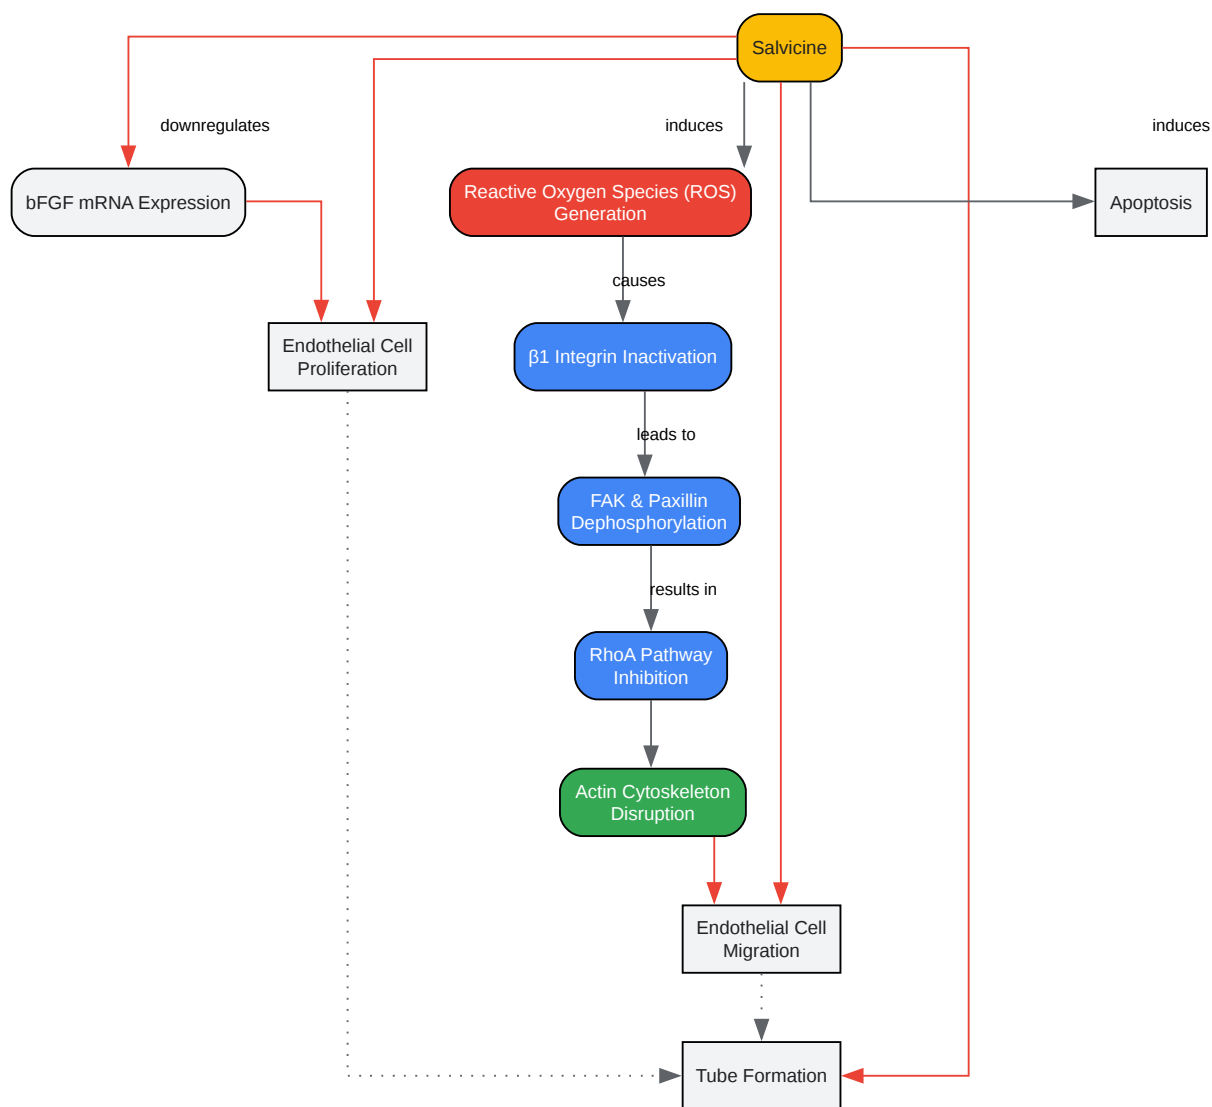 Salvicine
downregulates
induces
induces
bFGF mRNA Expression
Reactive Oxygen Species (ROS)
Generation
Apoptosis
causes
Endothelial Cell
Proliferation
β1 Integrin Inactivation
leads to
FAK & Paxillin
Dephosphorylation
results in
RhoA Pathway
Inhibition
Actin Cytoskeleton
Disruption
Endothelial Cell
Migration
Tube Formation